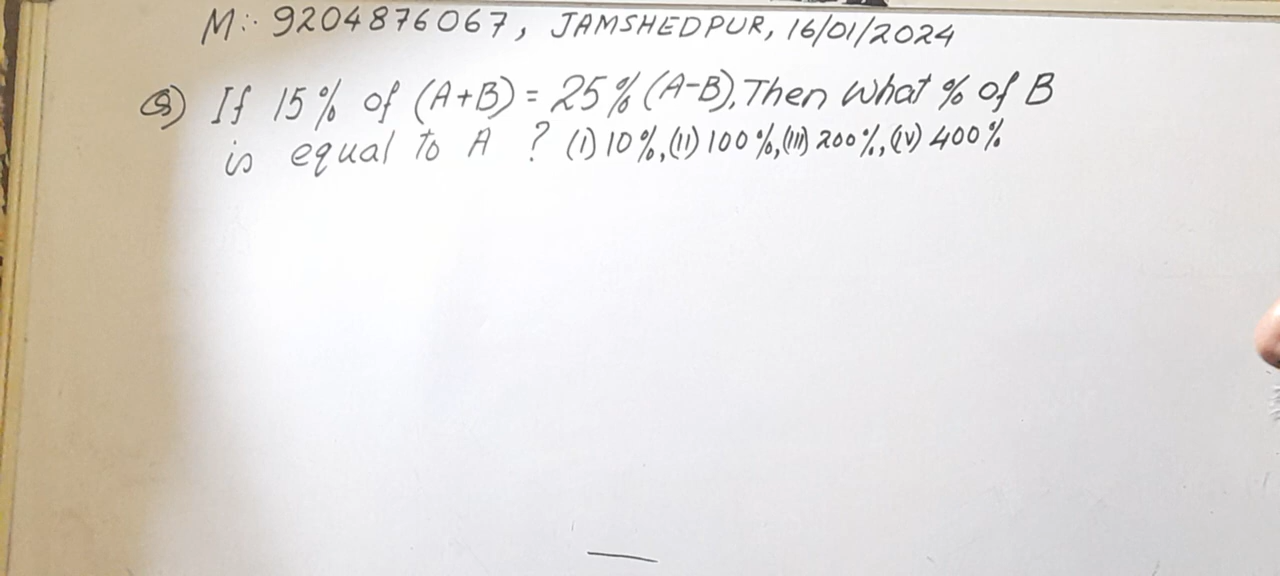 M:- 9204876067, JAMSHEDPUR, 16/01/2024
Q) If 15% of (A+B) = 25% (A-B), Then what % of B
is equal to A ? (I) 10%, (II) 100%, (III) 200%, (IV) 400%